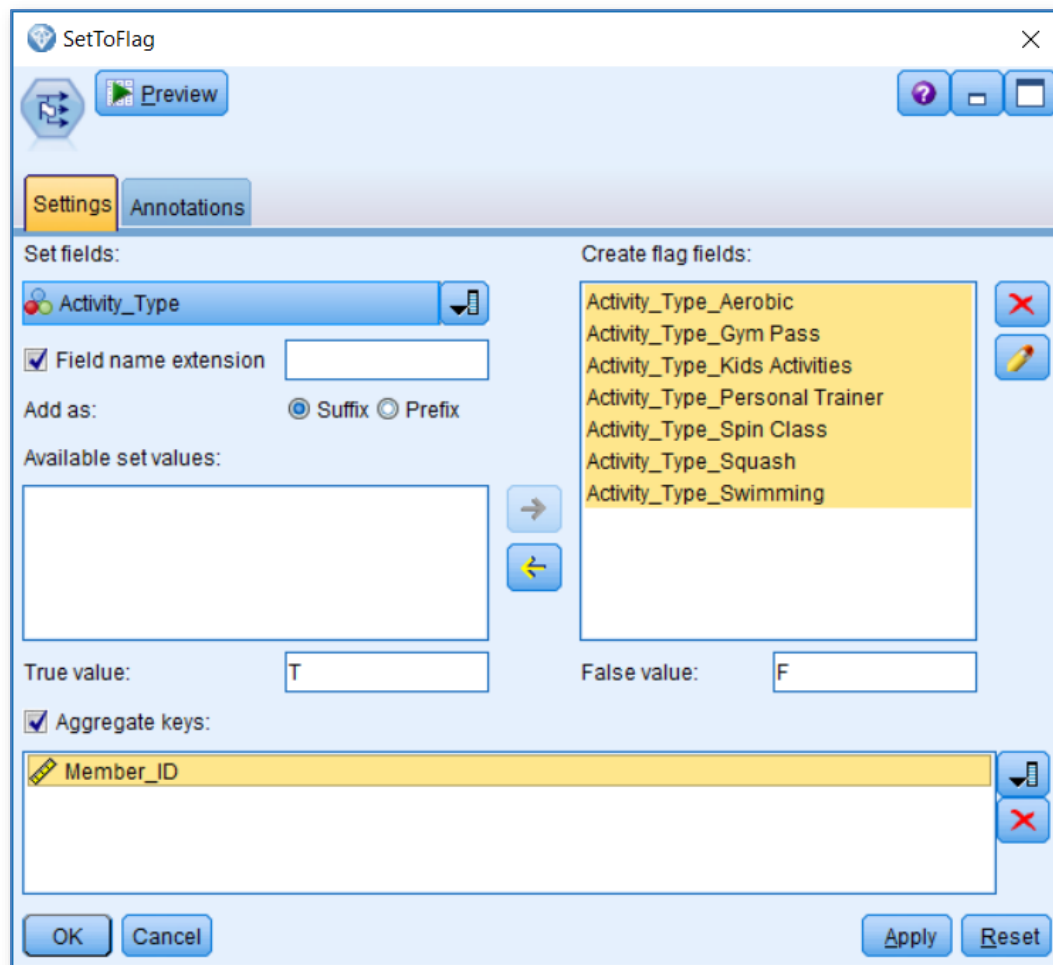 SetToFlag
Preview
Settings Annotations
Set fields:
Activity_Type
Field name extension
Add as: Suffix Prefix
Available set values:
True value: T
Create flag fields:
Activity_Type_Aerobic
Activity_Type_Gym Pass
Activity_Type_Kids Activities
Activity_Type_Personal Trainer
Activity_Type_Spin Class
Activity_Type_Squash
Activity_Type_Swimming
False value: F
Aggregate keys:
Member_ID
OK Cancel Apply Reset